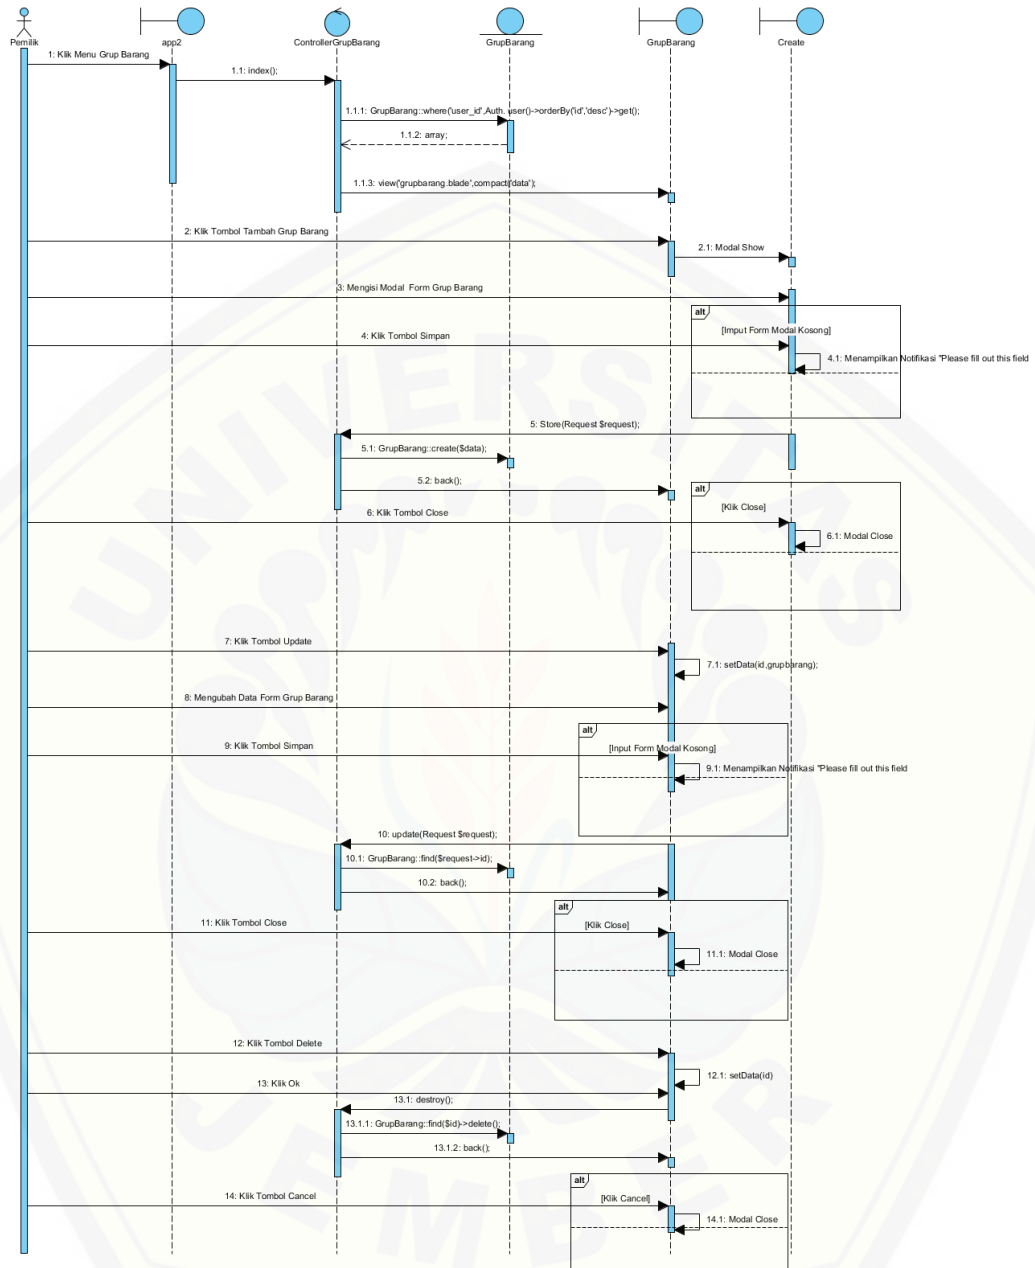 Pemilik
app2
ControllerGrupBarang
GrupBarang
GrupBarang
Create
1: Klik Menu Grup Barang
1.1: index();
1.1.1: GrupBarang::where('user_id',Auth. user()->orderBy('id','desc')->get();
1.1.2: array;
1.1.3: view('grupbarang.blade',compact('data');
2: Klik Tombol Tambah Grup Barang
2.1: Modal Show
3: Mengisi Modal Form Grup Barang
alt
[Imput Form Modal Kosong]
4: Klik Tombol Simpan
4.1: Menampilkan Notifikasi "Please fill out this field
5: Store(Request $request);
5.1: GrupBarang::create($data);
5.2: back();
alt
[Klik Close]
6: Klik Tombol Close
6.1: Modal Close
7: Klik Tombol Update
7.1: setData(id,grupbarang);
8: Mengubah Data Form Grup Barang
alt
[Input Form Modal Kosong]
9: Klik Tombol Simpan
9.1: Menampilkan Notifikasi "Please fill out this field
10: update(Request $request);
10.1: GrupBarang::find($request->id);
10.2: back();
alt
[Klik Close]
11: Klik Tombol Close
11.1: Modal Close
12: Klik Tombol Delete
12.1: setData(id)
13: Klik Ok
13.1: destroy();
13.1.1: GrupBarang::find($id)->delete();
13.1.2: back();
alt
[Klik Cancel]
14: Klik Tombol Cancel
14.1: Modal Close
UNIVERSITAS
JEMBER